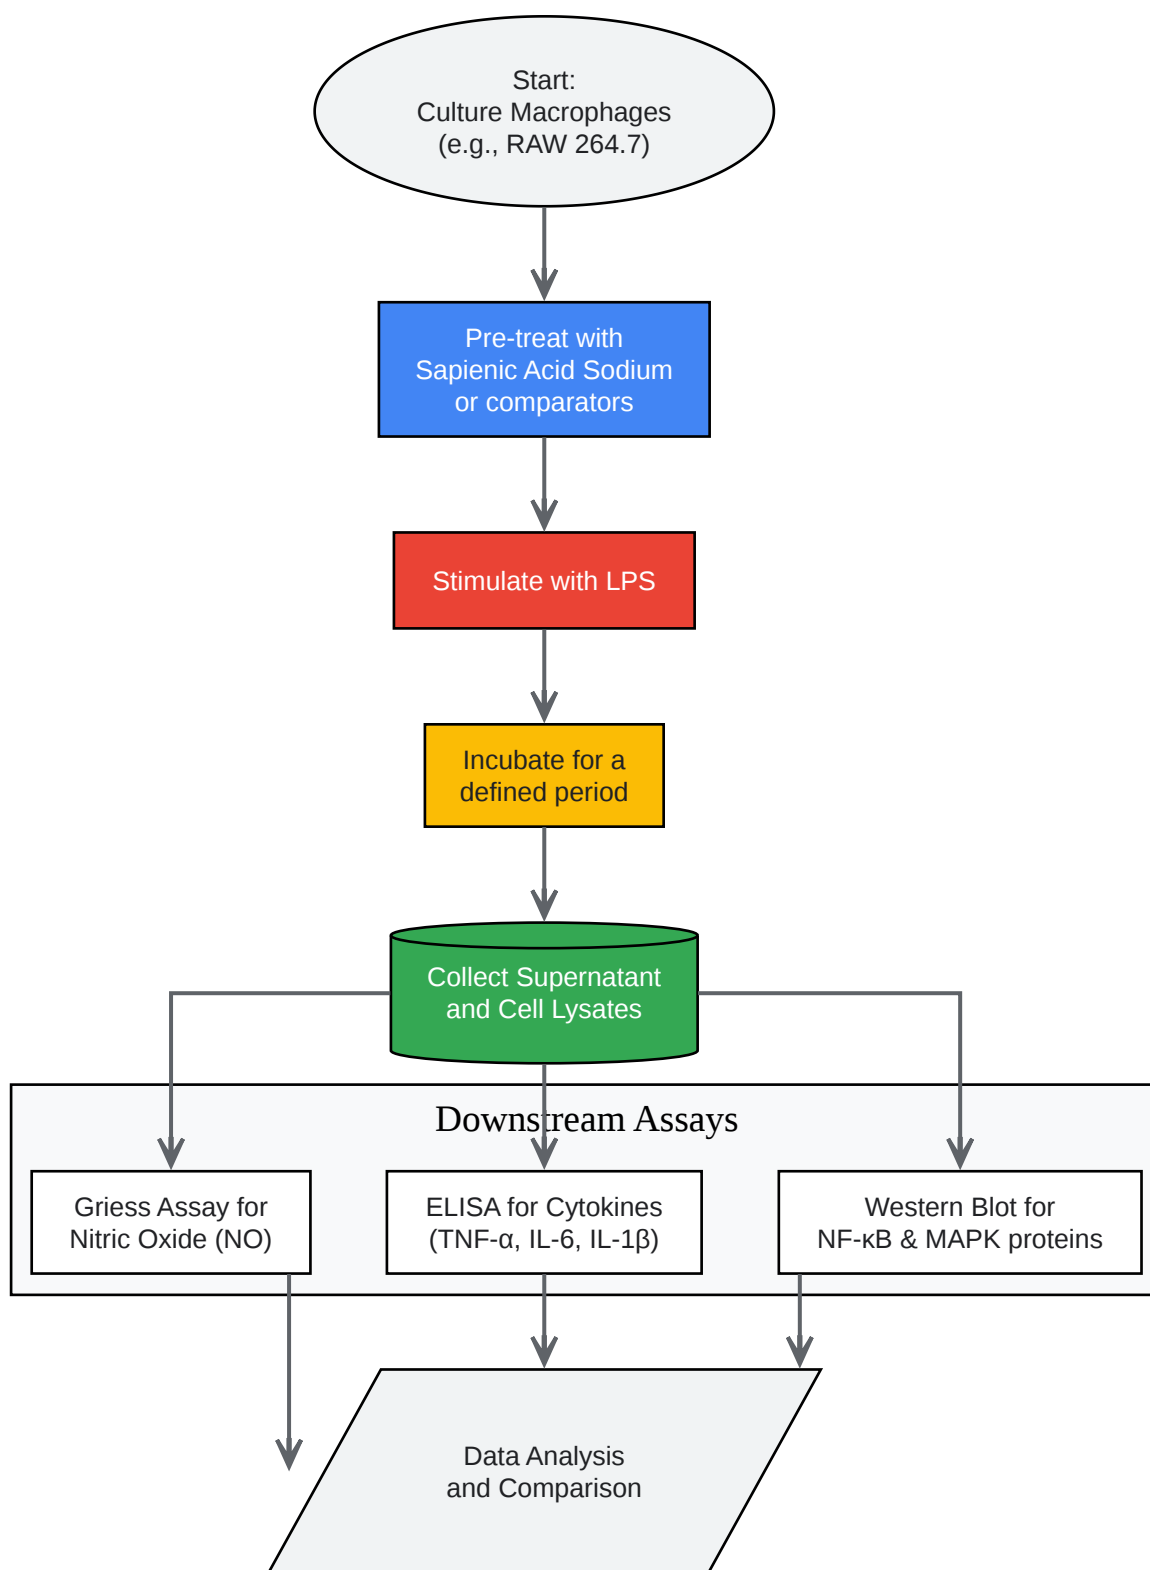 Start:
Culture Macrophages
(e.g., RAW 264.7)
Pre-treat with
Sapienic Acid Sodium
or comparators
Stimulate with LPS
Incubate for a
defined period
Collect Supernatant
and Cell Lysates
Downstream Assays
Griess Assay for
Nitric Oxide (NO)
ELISA for Cytokines
(TNF-α, IL-6, IL-1β)
Western Blot for
NF-κB & MAPK proteins
Data Analysis
and Comparison